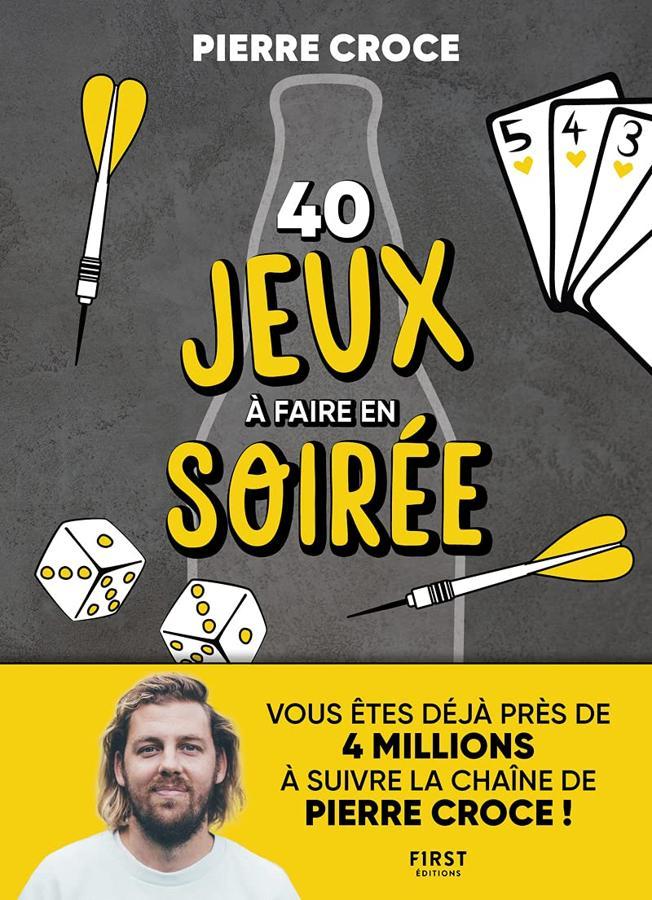 PIERRE CROCE
5 4 3
40
JEUX
À FAIRE EN
SOIRÉE
VOUS ÊTES DÉJÀ PRÈS DE
4 MILLIONS
À SUIVRE LA CHAÎNE DE
PIERRE CROCE !
FIRST
ÉDITIONS